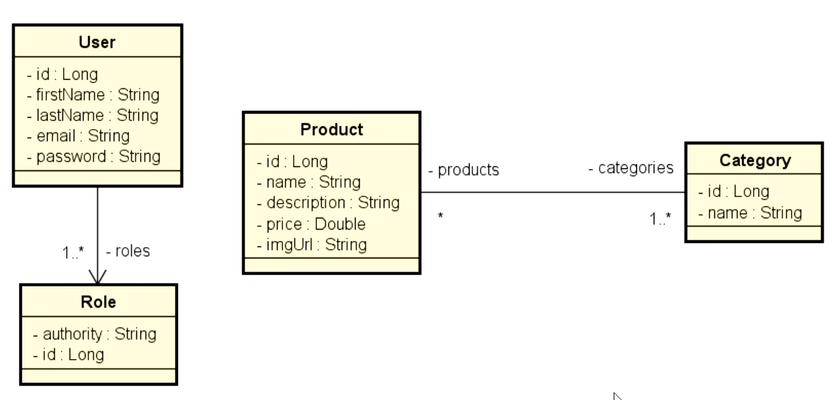 User
- id : Long
- firstName : String
- lastName : String
- email : String
- password : String
1..*
- roles
Role
- authority : String
- id : Long
Product
- id : Long
- name : String
- description : String
- price : Double
- imgUrl : String
- products
*
- categories
1..*
Category
- id : Long
- name : String